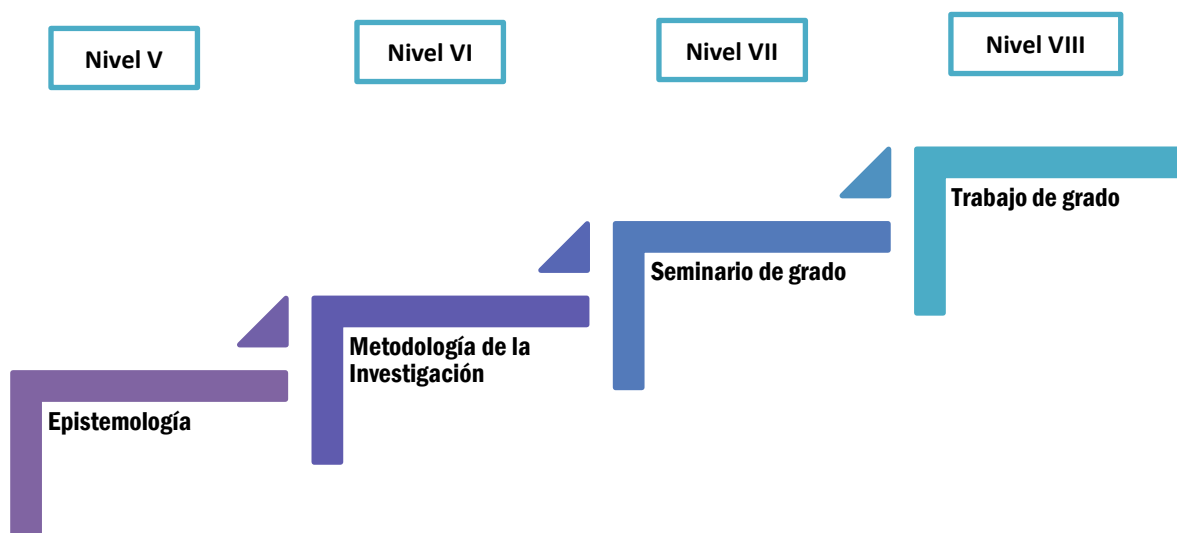 Nivel V
Nivel VI
Nivel VII
Nivel VIII
Trabajo de grado
Seminario de grado
Metodología de la
Investigación
Epistemología